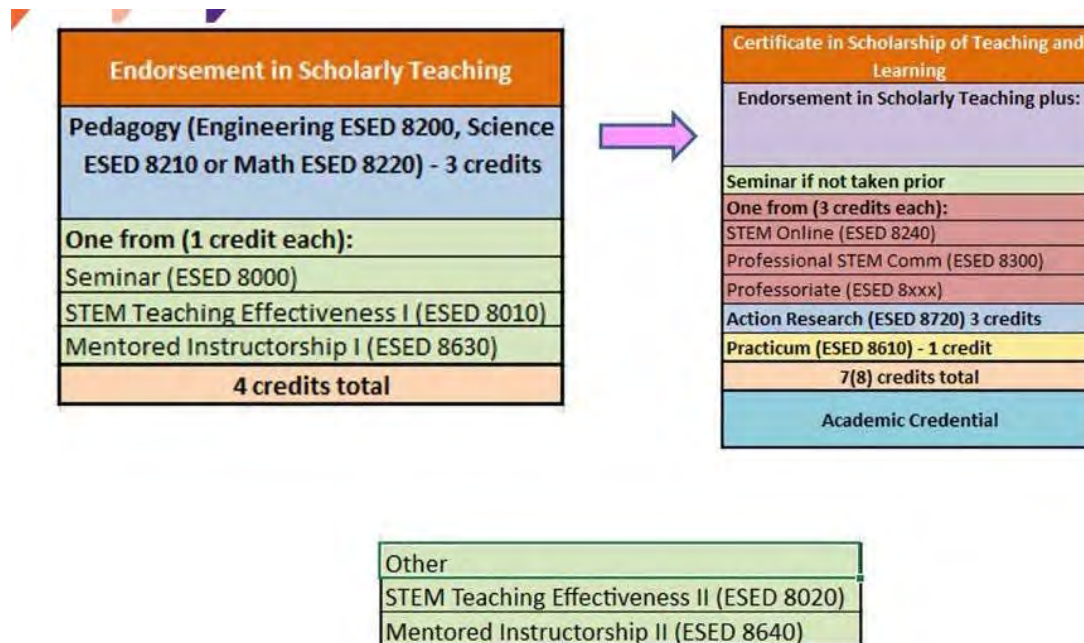 Endorsement in Scholarly Teaching
Pedagogy (Engineering ESED 8200, Science
ESED 8210 or Math ESED 8220) - 3 credits
One from (1 credit each):
Seminar (ESED 8000)
STEM Teaching Effectiveness I (ESED 8010)
Mentored Instructorship I (ESED 8630)
4 credits total
Certificate in Scholarship of Teaching and
Learning
Endorsement in Scholarly Teaching plus:
Seminar if not taken prior
One from (3 credits each):
STEM Online (ESED 8240)
Professional STEM Comm (ESED 8300)
Professoriate (ESED 8xxx)
Action Research (ESED 8720) 3 credits
Practicum (ESED 8610) - 1 credit
7(8) credits total
Academic Credential
Other
STEM Teaching Effectiveness II (ESED 8020)
Mentored Instructorship II (ESED 8640)